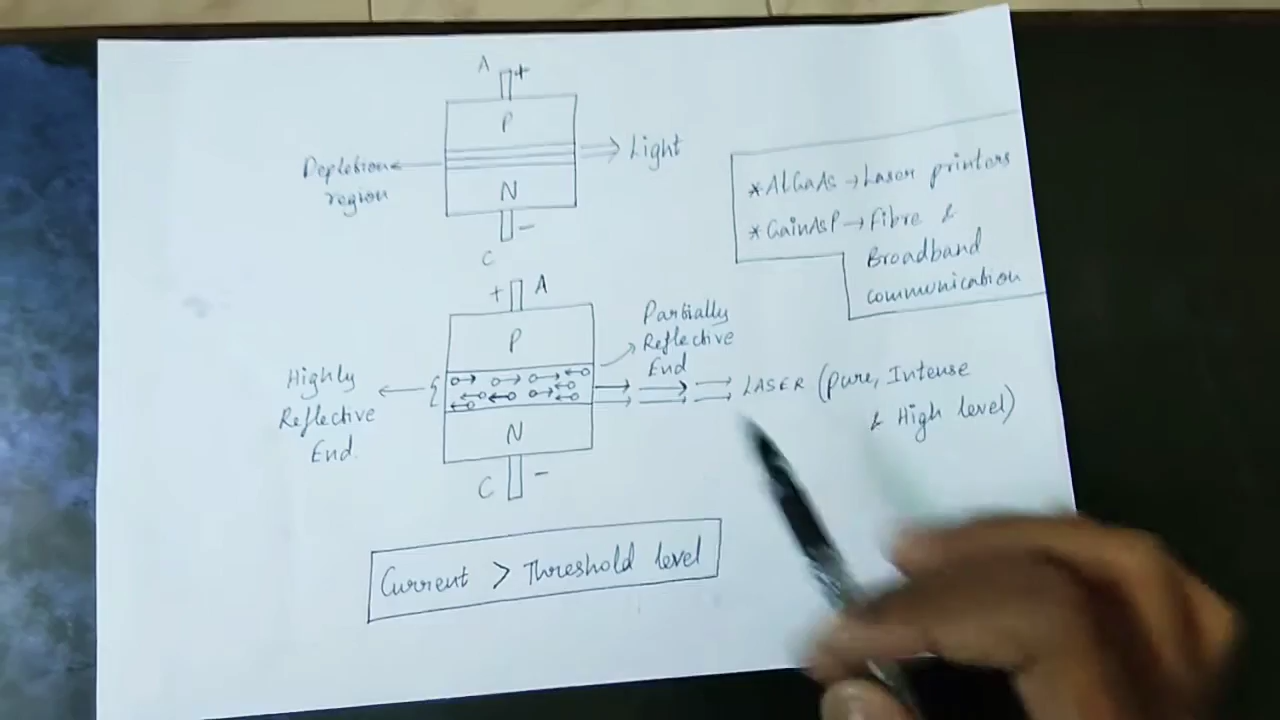 A
+
P
Depletion
region
Light
N
-
C
* AlGaAs → Laser printers
* GainAsP → Fibre &
Broadband
communication
+ A
P
Partially
Reflective
End
Highly
Reflective
End
LASER (pure, Intense
& High level)
N
C -
Current > Threshold level